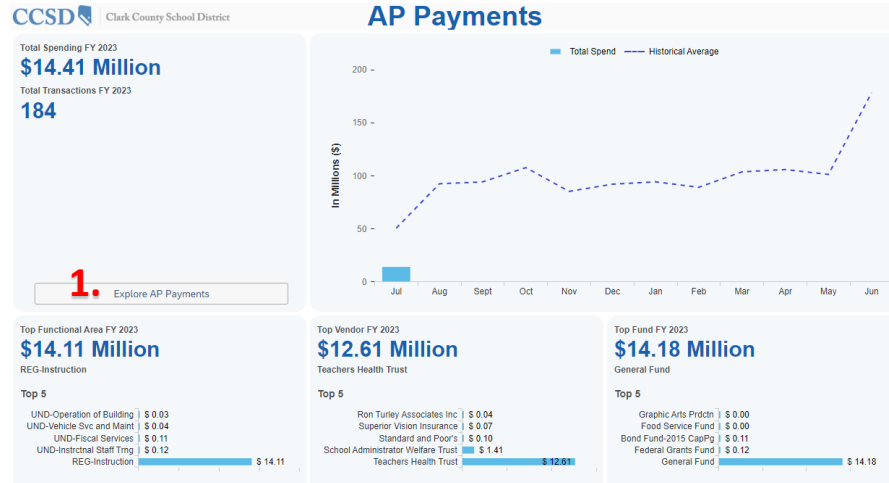 CCSD Clark County School District
AP Payments
Total Spending FY 2023
$14.41 Million
Total Transactions FY 2023
184
1.
Explore AP Payments
Total Spend Historical Average
In Millions ($)
200
150
100
50
0
Jul Aug Sept Oct Nov Dec Jan Feb Mar Apr May Jun
Top Functional Area FY 2023
$14.11 Million
REG-Instruction
Top 5
UND-Operation of Building $ 0.03
UND-Vehicle Svc and Maint $ 0.04
UND-Fiscal Services $ 0.11
UND-Instrctnal Staff Trng $ 0.12
REG-Instruction $ 14.11
Top Vendor FY 2023
$12.61 Million
Teachers Health Trust
Top 5
Ron Turley Associates Inc $ 0.04
Superior Vision Insurance $ 0.07
Standard and Poor's $ 0.10
School Administrator Welfare Trust $ 1.41
Teachers Health Trust $ 12.61
Top Fund FY 2023
$14.18 Million
General Fund
Top 5
Graphic Arts Prdctn $ 0.00
Food Service Fund $ 0.00
Bond Fund-2015 CapPg $ 0.11
Federal Grants Fund $ 0.12
General Fund $ 14.18